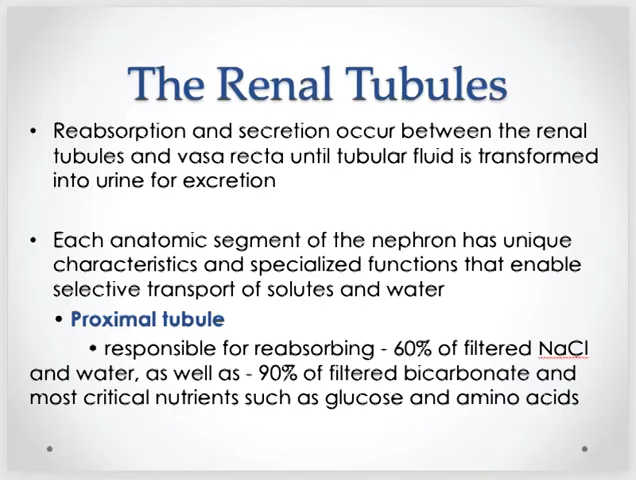 The Renal Tubules
• Reabsorption and secretion occur between the renal
tubules and vasa recta until tubular fluid is transformed
into urine for excretion
• Each anatomic segment of the nephron has unique
characteristics and specialized functions that enable
selective transport of solutes and water
• Proximal tubule
• responsible for reabsorbing - 60% of filtered NaCl
and water, as well as - 90% of filtered bicarbonate and
most critical nutrients such as glucose and amino acids